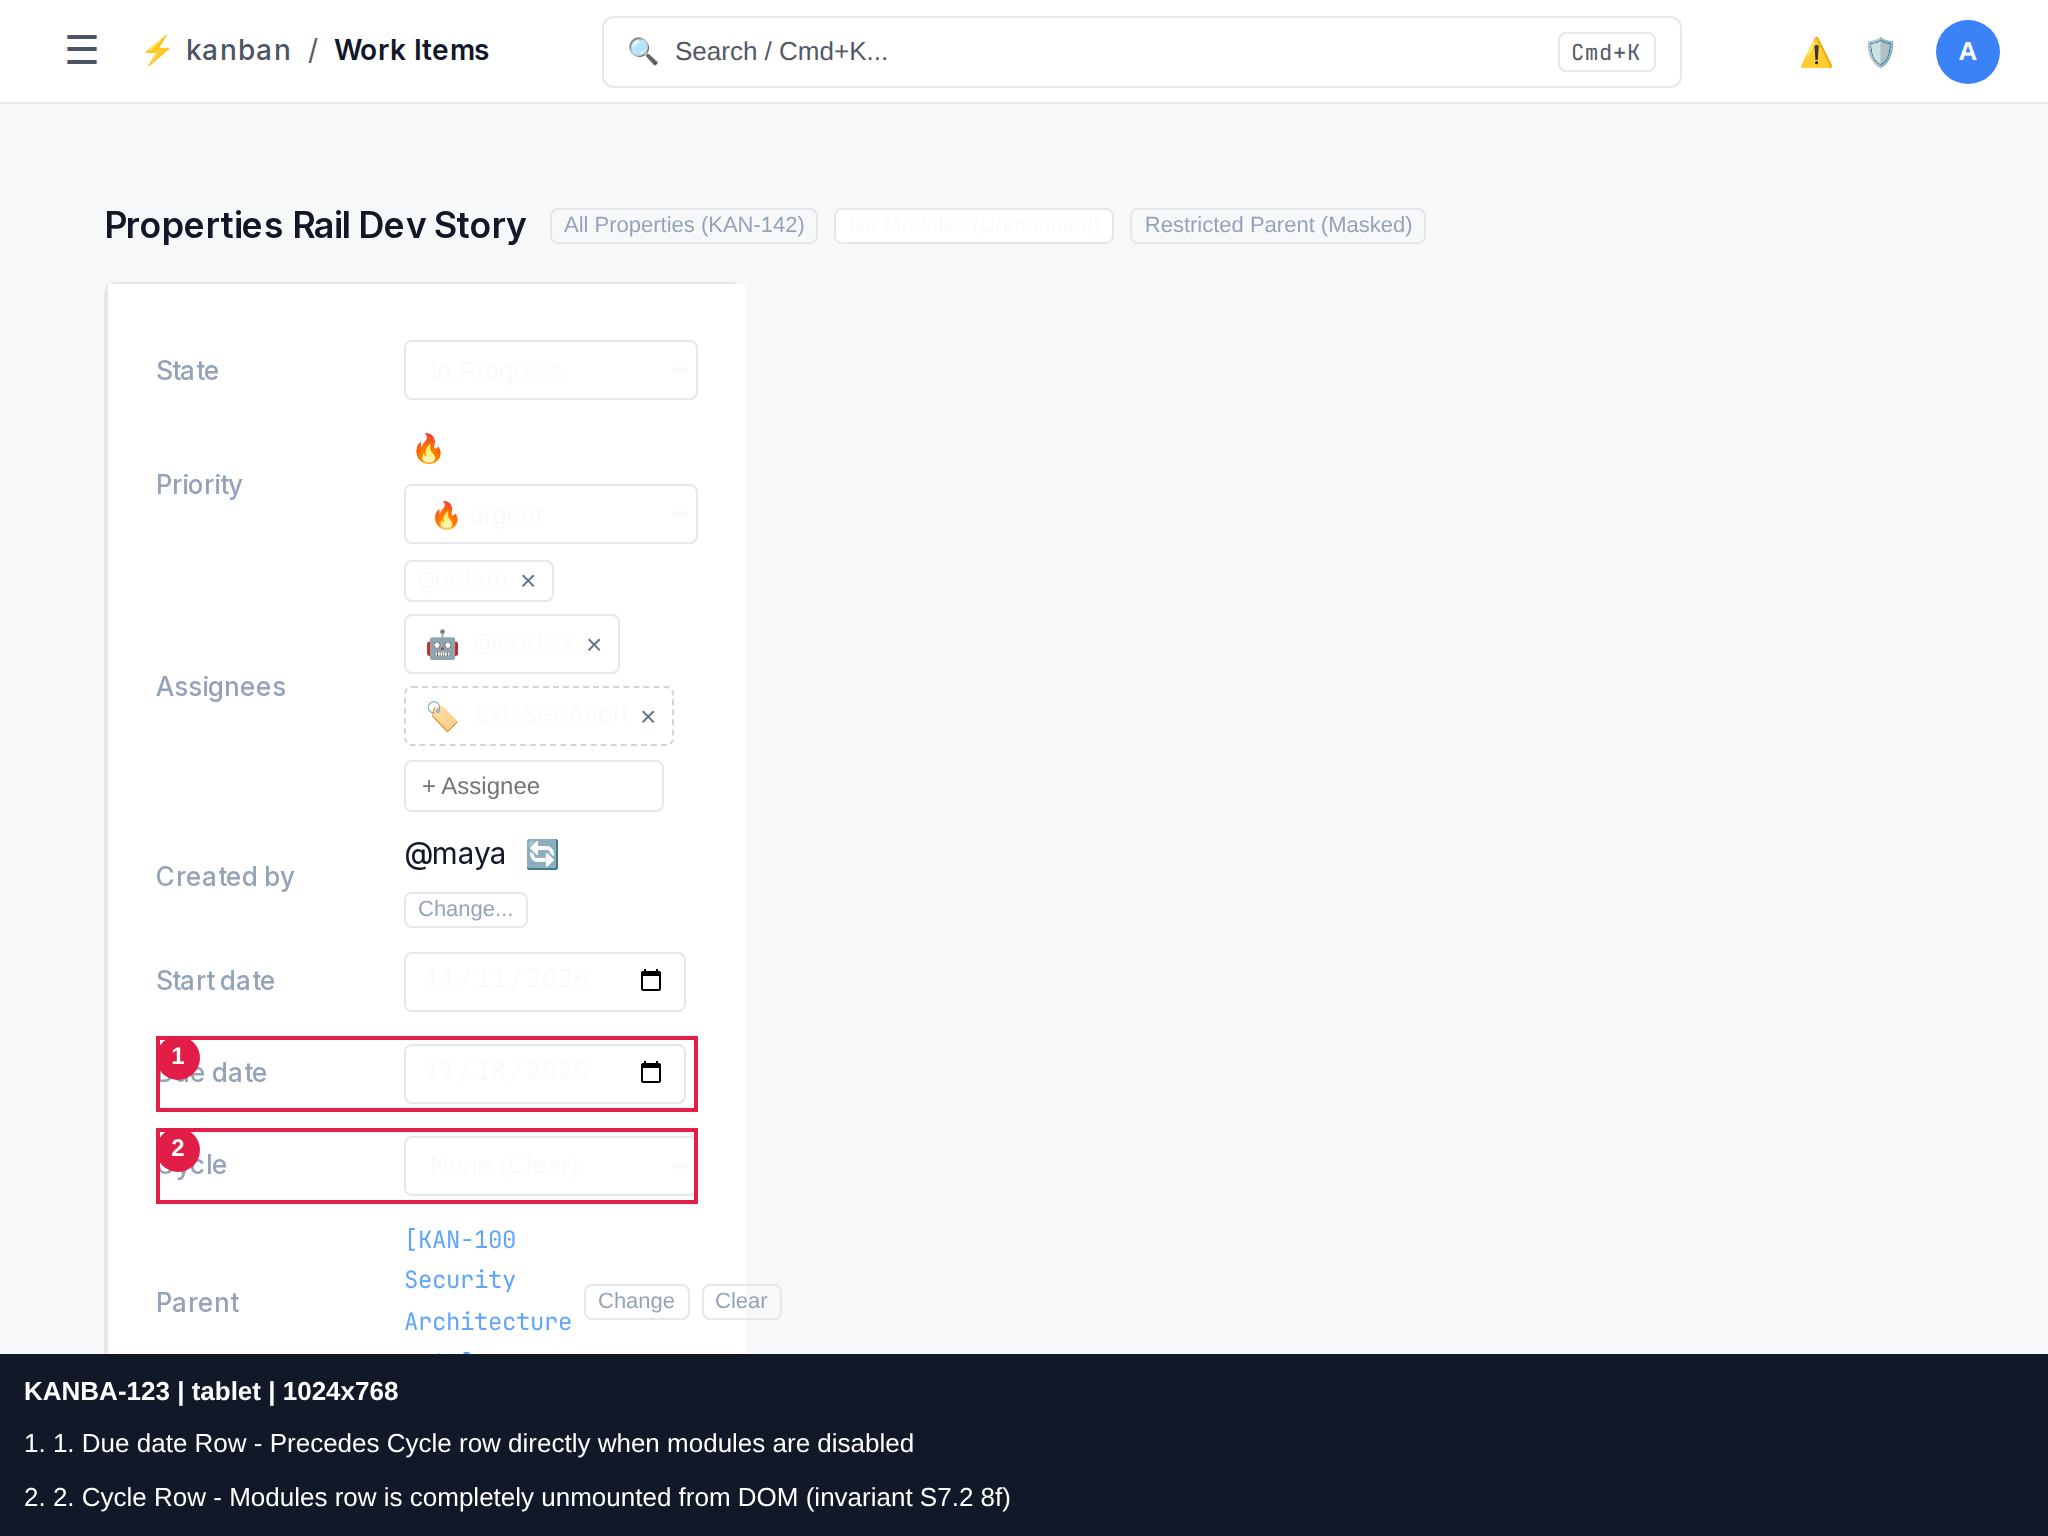 ☰ ⚡ kanban / Work Items
🔍 Search / Cmd+K... Cmd+K
⚠️ 🛡️ A
Properties Rail Dev Story
All Properties (KAN-142) No Modules (Unmounted) Restricted Parent (Masked)
State In Progress
Priority 🔥
🔥 urgent
@adam ×
🤖 @codex ×
Assignees
🏷️ Ext: SecAudit ×
+ Assignee
Created by @maya 🔄
Change...
Start date 11/11/2026
1
Due date 11/18/2026
2
Cycle None (Clear)
Parent [KAN-100
Security
Architecture
Change Clear
KANBA-123 | tablet | 1024x768
1. 1. Due date Row - Precedes Cycle row directly when modules are disabled
2. 2. Cycle Row - Modules row is completely unmounted from DOM (invariant S7.2 8f)